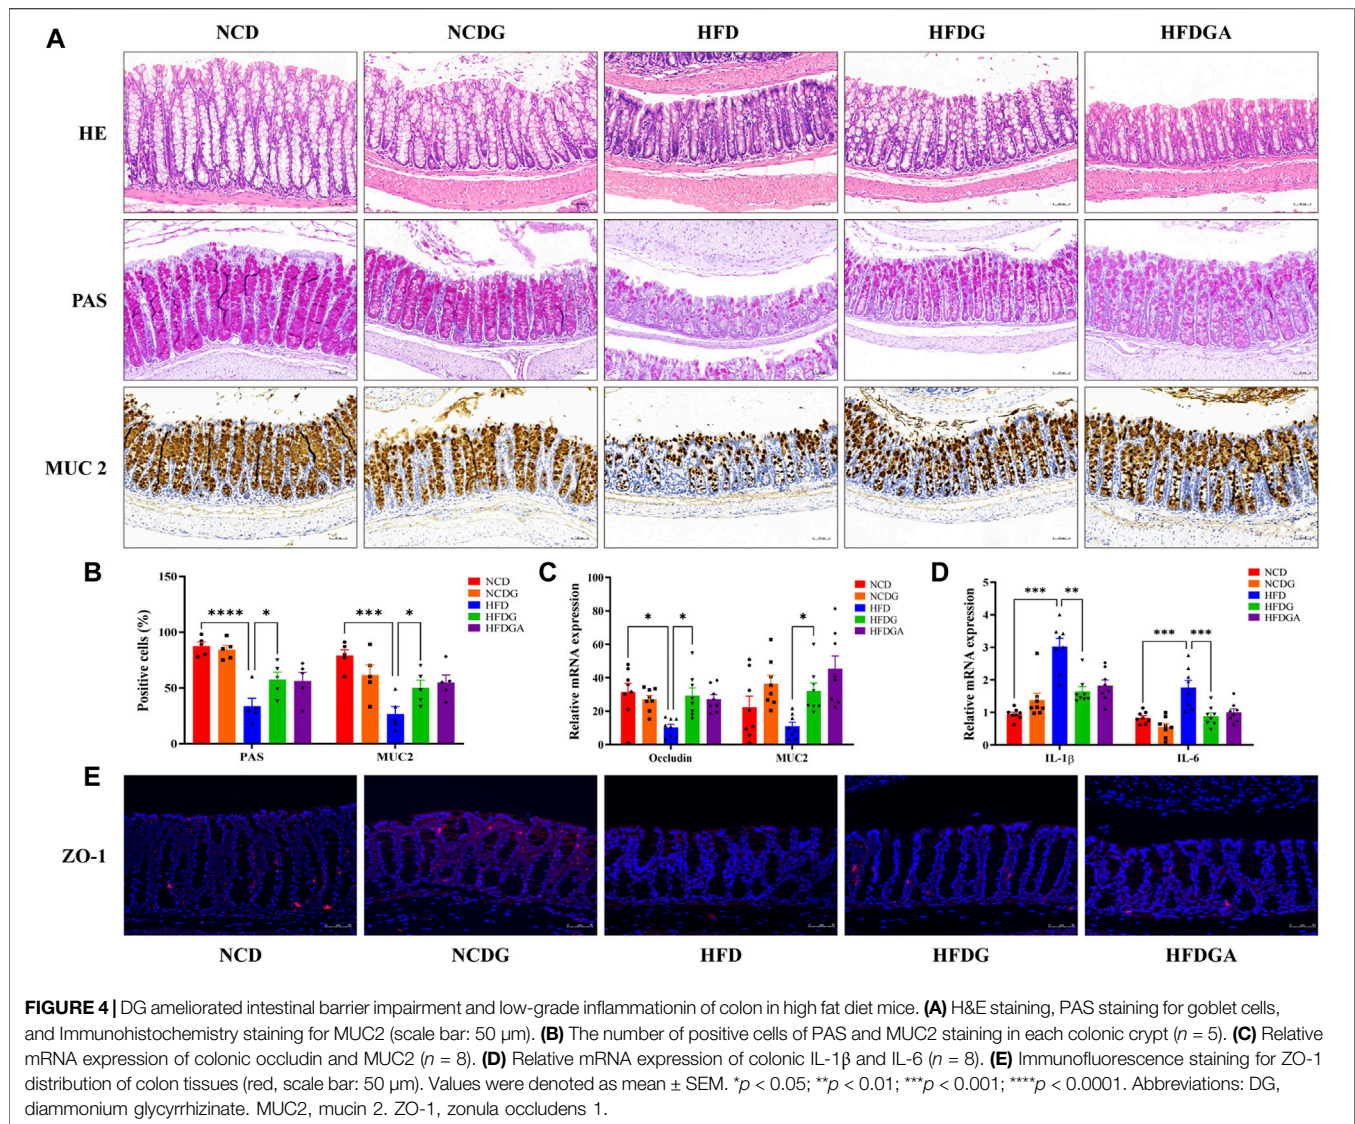 A
NCD NCDG HFD HFDG HFDGA
HE
PAS
MUC 2
B
Positive cells (%)
150
100
50
0
**** * *** *
PAS MUC2
NCD
NCDG
HFD
HFDG
HFDGA
C
Relative mRNA expression
100
80
60
40
20
0
* * *
Occludin MUC2
NCD
NCDG
HFD
HFDG
HFDGA
D
Relative mRNA expression
5
4
3
2
1
0
*** ** *** ***
IL-1β IL-6
NCD
NCDG
HFD
HFDG
HFDGA
E
ZO-1
NCD NCDG HFD HFDG HFDGA
FIGURE 4 | DG ameliorated intestinal barrier impairment and low-grade inflammationin of colon in high fat diet mice. (A) H&E staining, PAS staining for goblet cells,
and Immunohistochemistry staining for MUC2 (scale bar: 50 µm). (B) The number of positive cells of PAS and MUC2 staining in each colonic crypt (n = 5). (C) Relative
mRNA expression of colonic occludin and MUC2 (n = 8). (D) Relative mRNA expression of colonic IL-1β and IL-6 (n = 8). (E) Immunofluorescence staining for ZO-1
distribution of colon tissues (red, scale bar: 50 µm). Values were denoted as mean ± SEM. *p < 0.05; **p < 0.01; ***p < 0.001; ****p < 0.0001. Abbreviations: DG,
diammonium glycyrrhizinate. MUC2, mucin 2. ZO-1, zonula occludens 1.